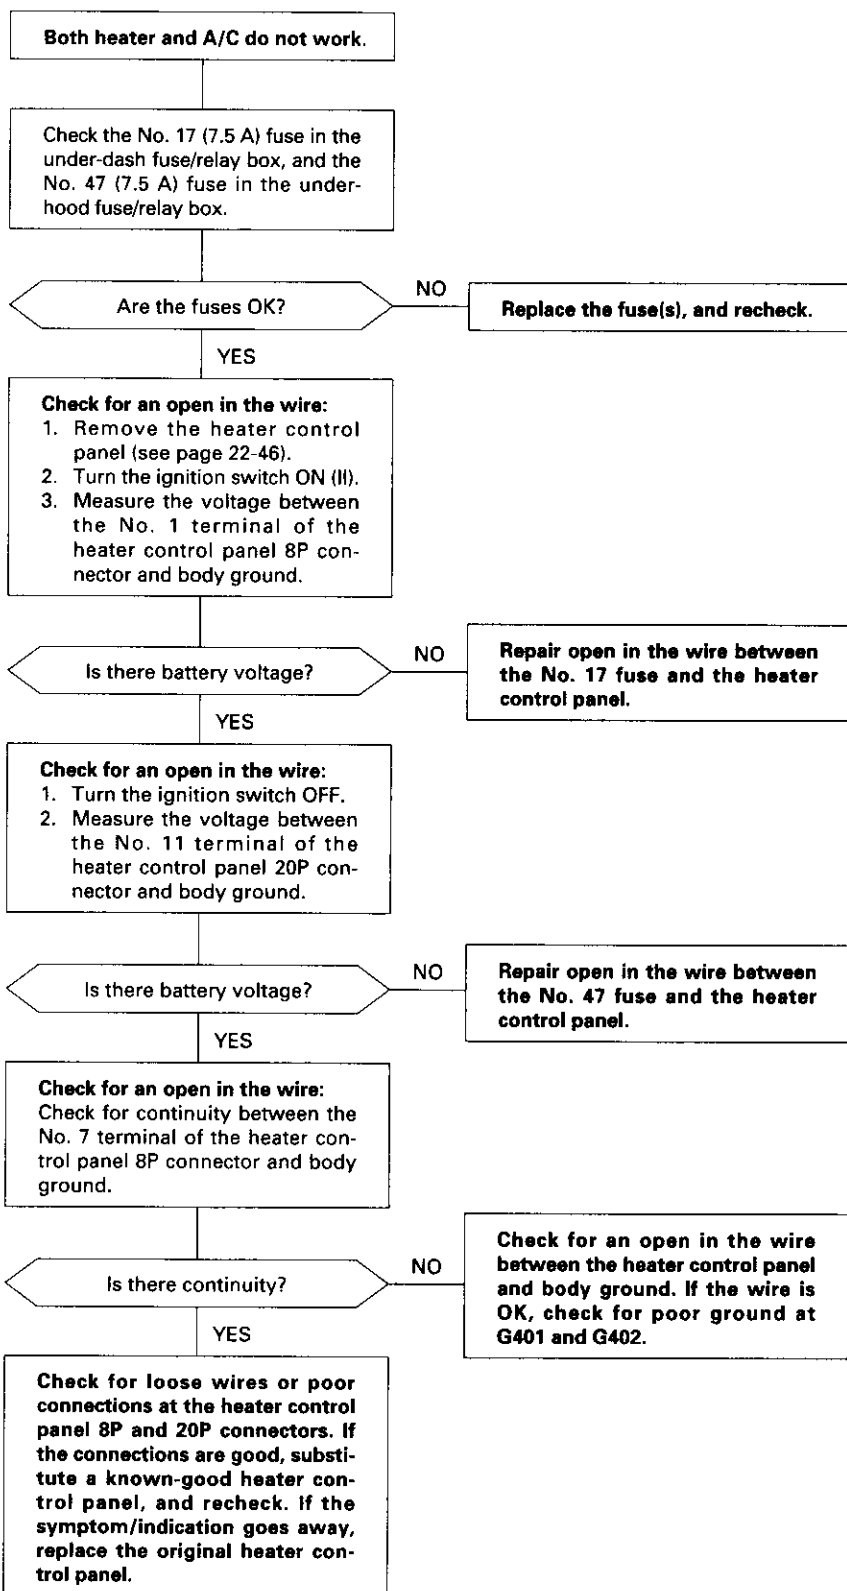 Both heater and A/C do not work.
Check the No. 17 (7.5 A) fuse in the
under-dash fuse/relay box, and the
No. 47 (7.5 A) fuse in the under-
hood fuse/relay box.
Are the fuses OK?
NO
Replace the fuse(s), and recheck.
YES
Check for an open in the wire:
1. Remove the heater control
panel (see page 22-46).
2. Turn the ignition switch ON (II).
3. Measure the voltage between
the No. 1 terminal of the
heater control panel 8P con-
nector and body ground.
Is there battery voltage?
NO
Repair open in the wire between
the No. 17 fuse and the heater
control panel.
YES
Check for an open in the wire:
1. Turn the ignition switch OFF.
2. Measure the voltage between
the No. 11 terminal of the
heater control panel 20P con-
nector and body ground.
Is there battery voltage?
NO
Repair open in the wire between
the No. 47 fuse and the heater
control panel.
YES
Check for an open in the wire:
Check for continuity between the
No. 7 terminal of the heater con-
trol panel 8P connector and body
ground.
Is there continuity?
NO
Check for an open in the wire
between the heater control panel
and body ground. If the wire is
OK, check for poor ground at
G401 and G402.
YES
Check for loose wires or poor
connections at the heater control
panel 8P and 20P connectors. If
the connections are good, substi-
tute a known-good heater con-
trol panel, and recheck. If the
symptom/indication goes away,
replace the original heater con-
trol panel.